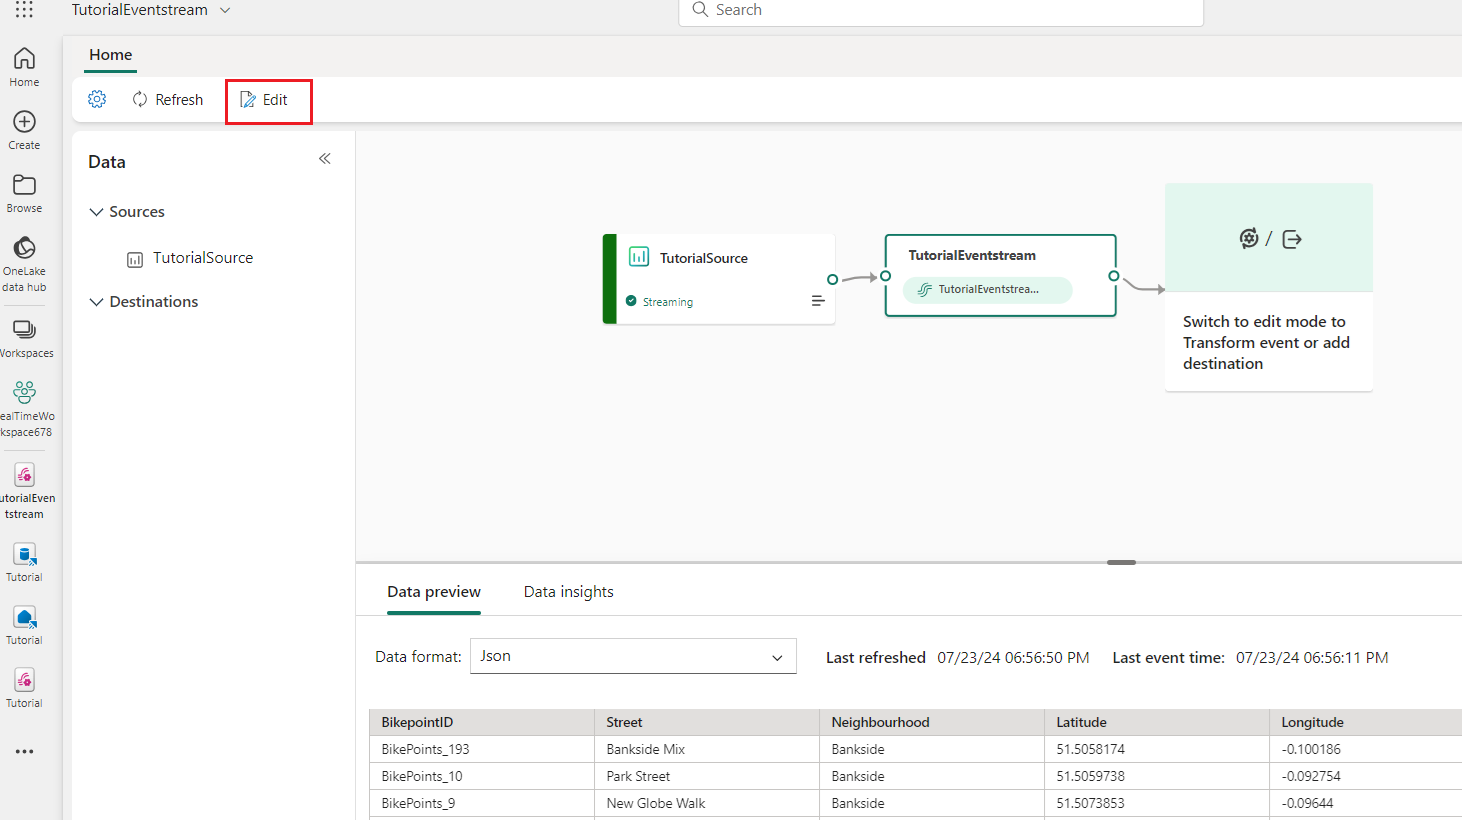 TutorialEventstream
Search
Home
Create
Browse
OneLake
data hub
Workspaces
ealTimeWo
kspace678
utorialEven
tstream
Tutorial
Tutorial
Tutorial
Home
Refresh
Edit
Data
Sources
TutorialSource
Destinations
TutorialSource
Streaming
TutorialEventstream
TutorialEventstrea...
/
Switch to edit mode to
Transform event or add
destination
Data preview
Data insights
Data format: Json
Last refreshed 07/23/24 06:56:50 PM Last event time: 07/23/24 06:56:11 PM
BikepointID Street Neighbourhood Latitude Longitude
BikePoints_193 Bankside Mix Bankside 51.5058174 -0.100186
BikePoints_10 Park Street Bankside 51.5059738 -0.092754
BikePoints_9 New Globe Walk Bankside 51.5073853 -0.09644